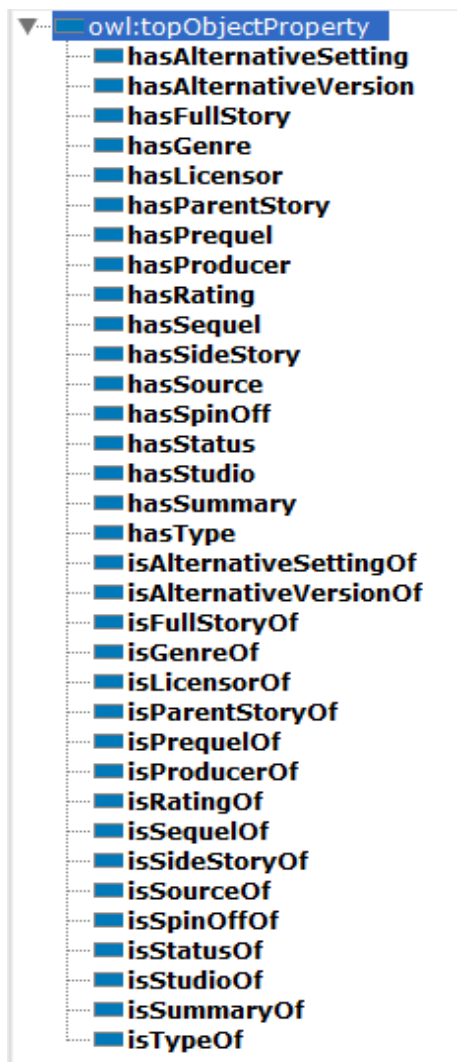 owl:topObjectProperty
hasAlternativeSetting
hasAlternativeVersion
hasFullStory
hasGenre
hasLicensor
hasParentStory
hasPrequel
hasProducer
hasRating
hasSequel
hasSideStory
hasSource
hasSpinOff
hasStatus
hasStudio
hasSummary
hasType
isAlternativeSettingOf
isAlternativeVersionOf
isFullStoryOf
isGenreOf
isLicensorOf
isParentStoryOf
isPrequelOf
isProducerOf
isRatingOf
isSequelOf
isSideStoryOf
isSourceOf
isSpinOffOf
isStatusOf
isStudioOf
isSummaryOf
isTypeOf